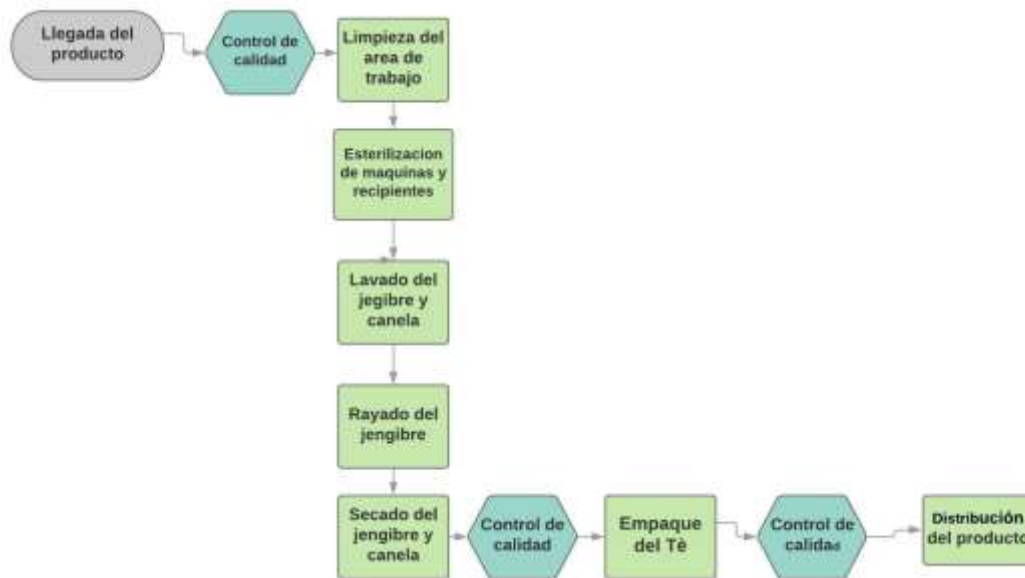 Llegada del
producto
Control de
calidad
Limpieza del
area de
trabajo
Esterilizacion
de maquinas y
recipientes
Lavado del
jegibre y
canela
Rayado del
jengibre
Secado del
jengibre y
canela
Control de
calidad
Empaque
del Tè
Control de
calidad
Distribución
del producto